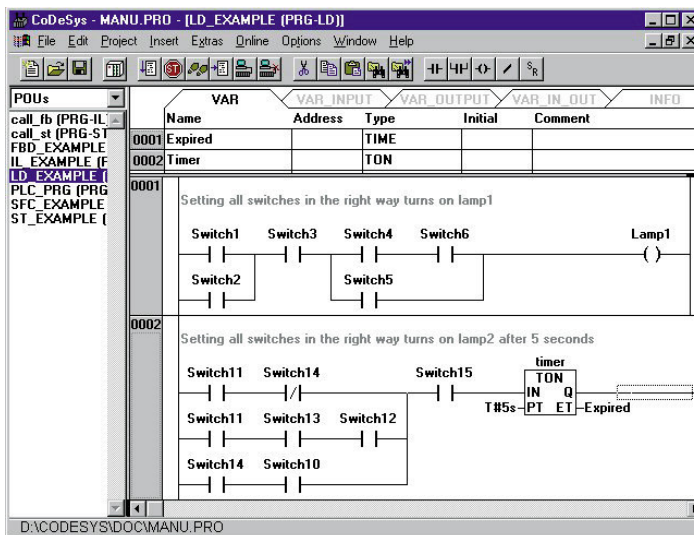 CoDeSys - MANU.PRO - [LD_EXAMPLE (PRG-LD)]
File Edit Project Insert Extras Online Options Window Help
STOP S R
POUs
call_fb (PRG-IL)
call_st (PRG-ST
FBD_EXAMPLE
IL_EXAMPLE (F
LD_EXAMPLE (
PLC_PRG (PRG
SFC_EXAMPLE
ST_EXAMPLE (
VAR VAR_INPUT VAR_OUTPUT VAR_IN_OUT INFO
Name Address Type Initial Comment
0001 Expired TIME
0002 Timer TON
0001
Setting all switches in the right way turns on lamp1
Switch1 Switch3 Switch4 Switch6 Lamp1
Switch2 Switch5
0002
Setting all switches in the right way turns on lamp2 after 5 seconds
timer
Switch11 Switch14 Switch15 TON
IN Q
T#5s PT ET Expired
Switch11 Switch13 Switch12
Switch14 Switch10
D:\CODESYS\DOC\MANU.PRO